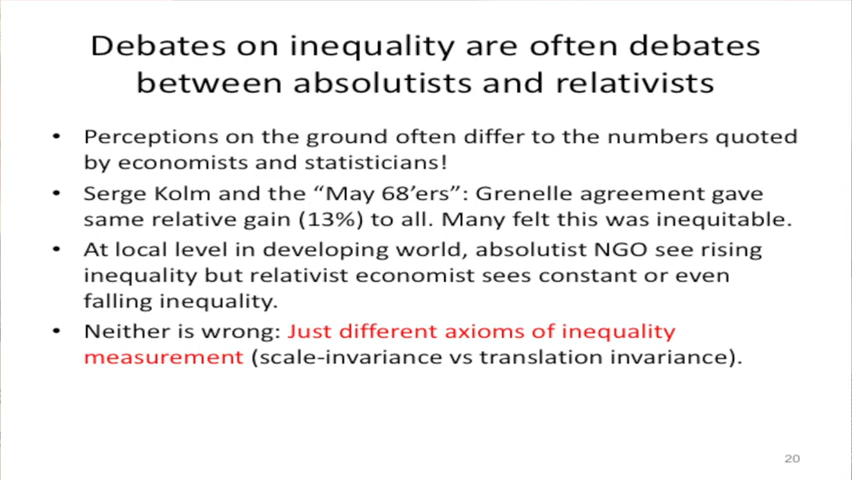 Debates on inequality are often debates
between absolutists and relativists
• Perceptions on the ground often differ to the numbers quoted
by economists and statisticians!
• Serge Kolm and the “May 68’ers”: Grenelle agreement gave
same relative gain (13%) to all. Many felt this was inequitable.
• At local level in developing world, absolutist NGO see rising
inequality but relativist economist sees constant or even
falling inequality.
• Neither is wrong: Just different axioms of inequality
measurement (scale-invariance vs translation invariance).
20